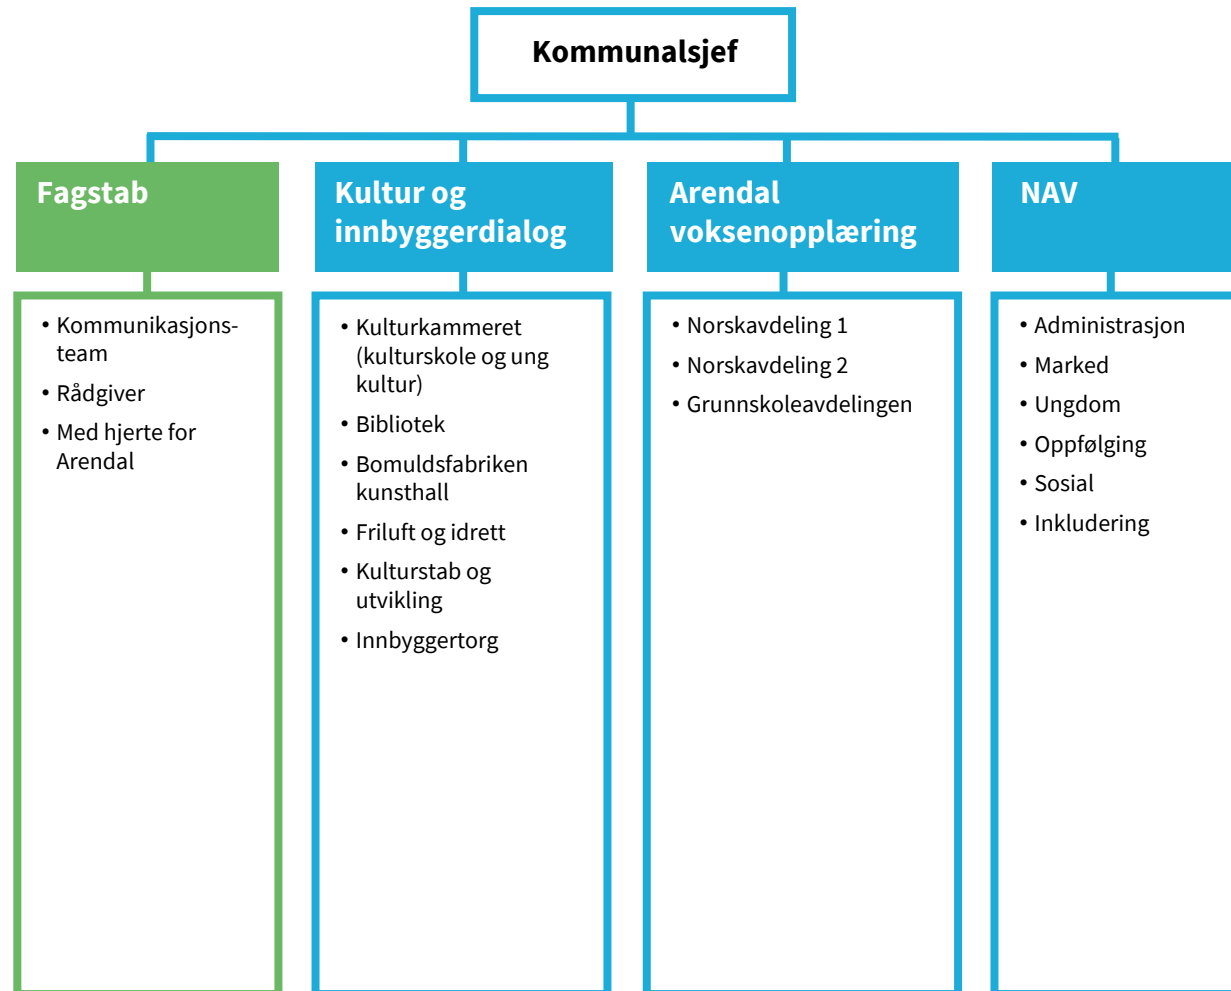 Kommunalsjef
Fagstab
• Kommunikasjons-
team
• Rådgiver
• Med hjerte for
Arendal
Kultur og
innbyggerdialog
• Kulturkammeret
(kulturskole og ung
kultur)
• Bibliotek
• Bomuldsfabriken
kunsthall
• Friluft og idrett
• Kulturstab og
utvikling
• Innbyggertorg
Arendal
voksenopplæring
• Norskavdeling 1
• Norskavdeling 2
• Grunnskoleavdelingen
NAV
• Administrasjon
• Marked
• Ungdom
• Oppfølging
• Sosial
• Inkludering